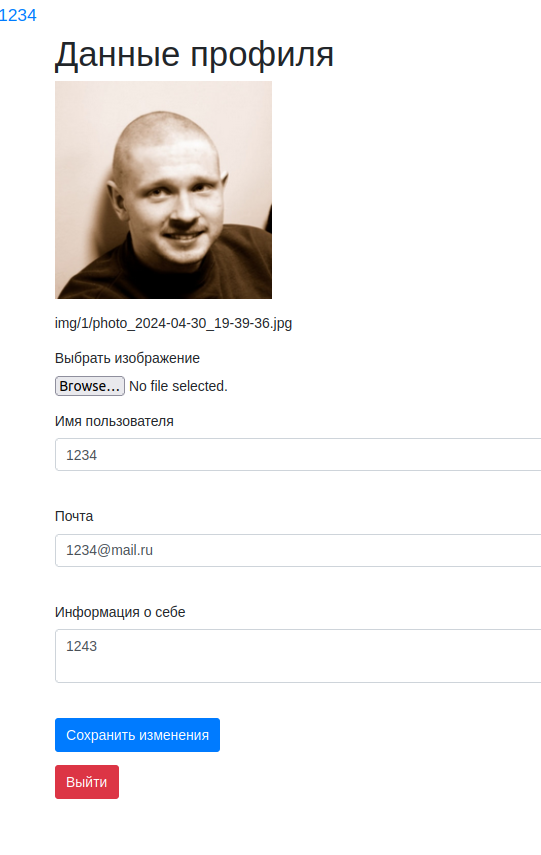 1234
Данные профиля
img/1/photo_2024-04-30_19-39-36.jpg
Выбрать изображение
Browse... No file selected.
Имя пользователя
1234
Почта
1234@mail.ru
Информация о себе
1243
Сохранить изменения
Выйти